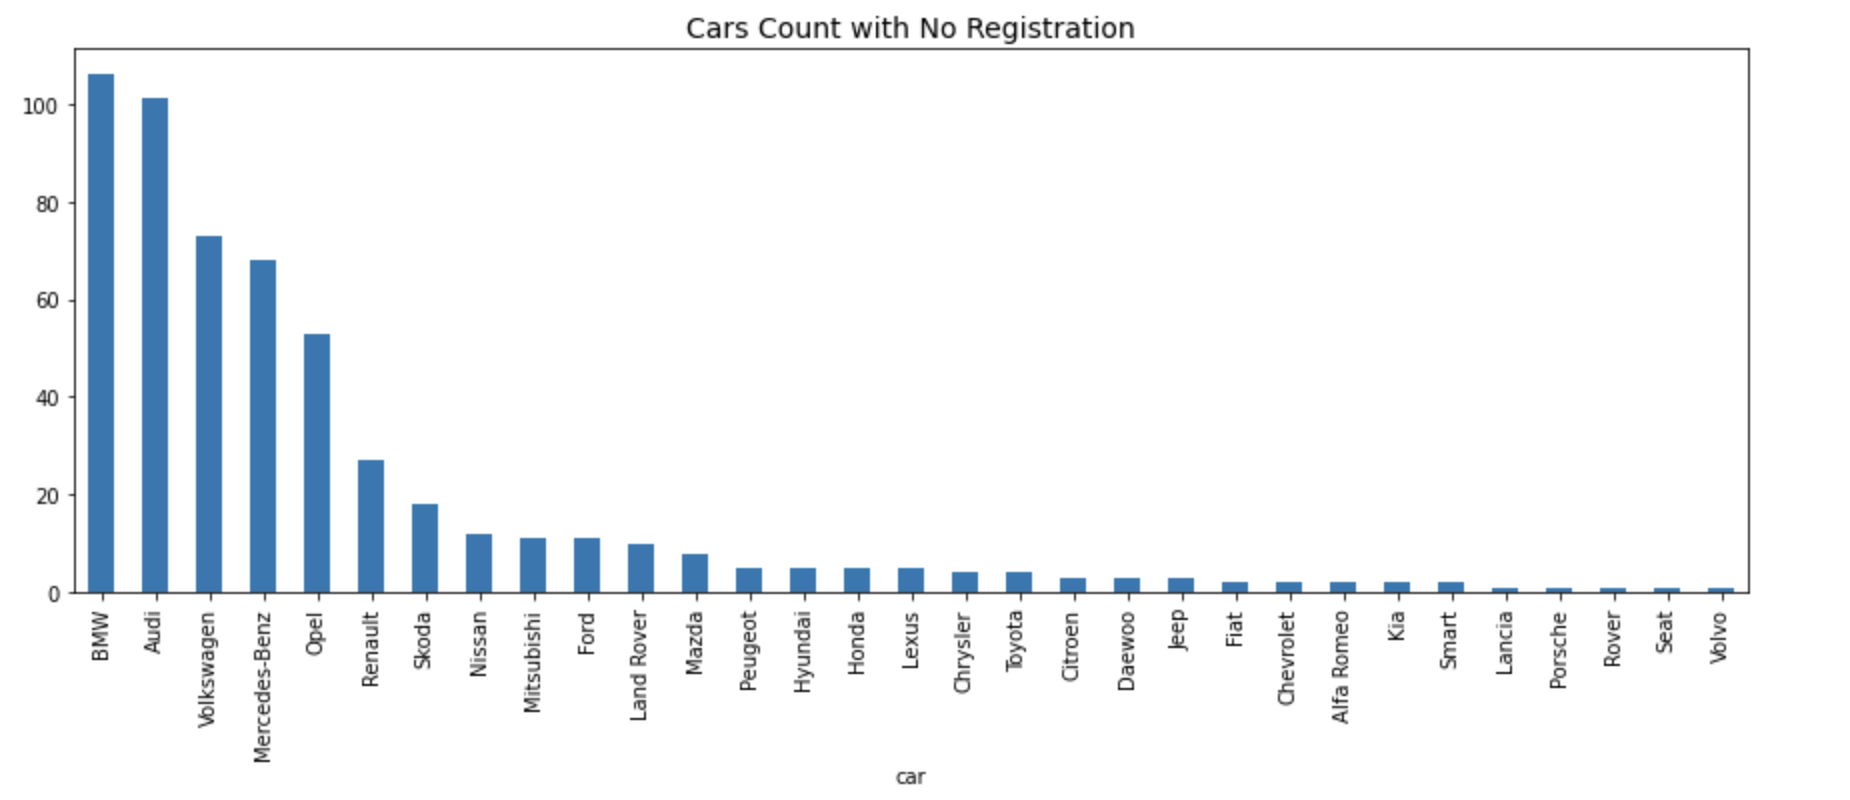 Cars Count with No Registration
100
80
60
40
20
0
BMW
Audi
Volkswagen
Mercedes-Benz
Opel
Renault
Skoda
Nissan
Mitsubishi
Ford
Land Rover
Mazda
Peugeot
Hyundai
Honda
Lexus
Chrysler
Toyota
Citroen
Daewoo
Jeep
Fiat
Chevrolet
Alfa Romeo
Kia
Smart
Lancia
Porsche
Rover
Seat
Volvo
car